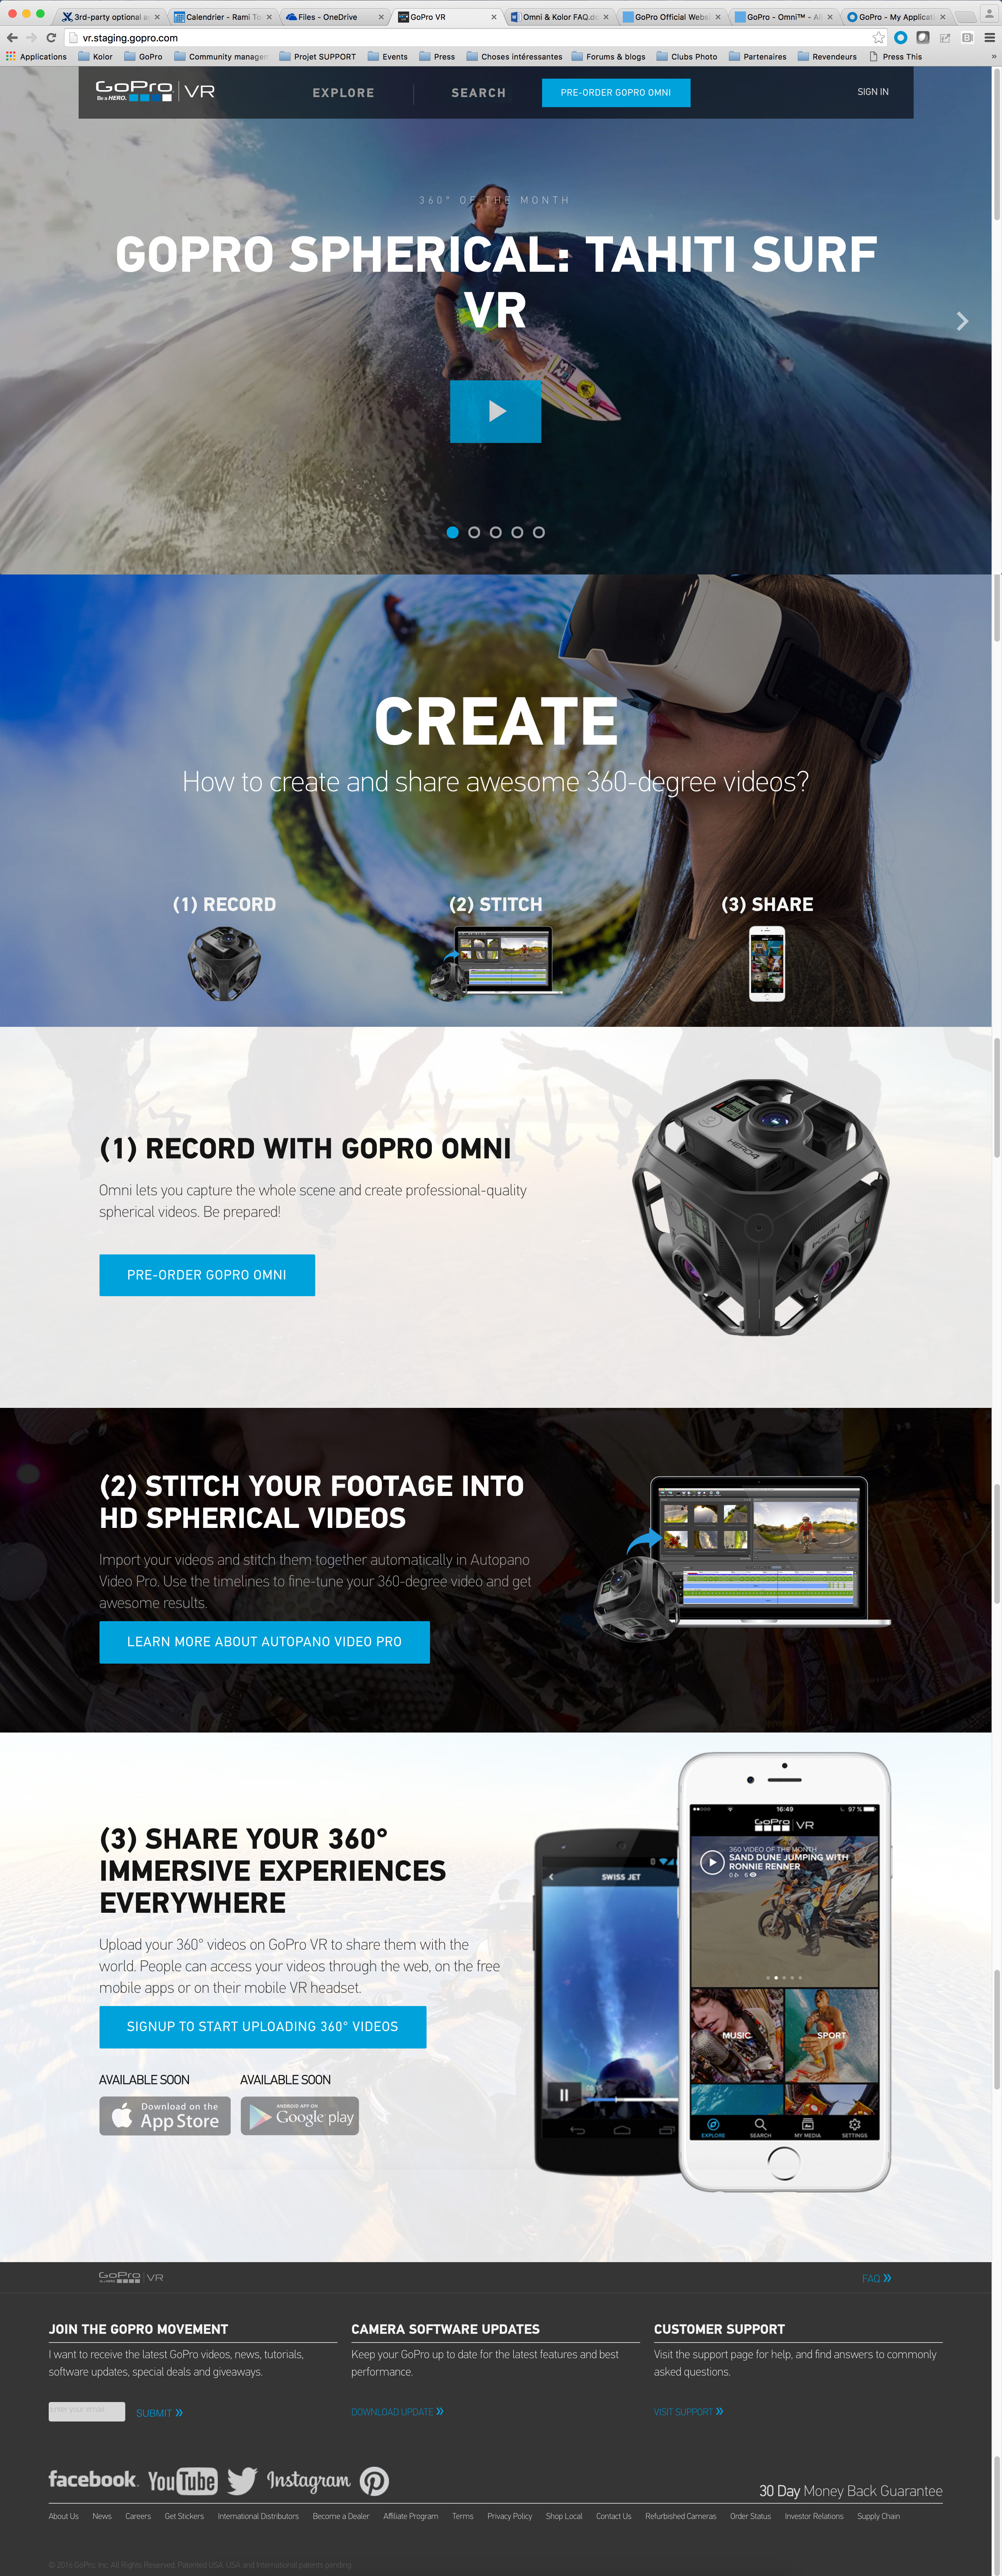 3rd-party optional a
Calendrier - Rami To
Files - OneDrive
GoPro VR
Omni & Kolor FAQ.do
GoPro Official Websi
GoPro - Omni™ - All
GoPro - My Applicati
vr.staging.gopro.com
Applications
Kolor
GoPro
Community manager
Projet SUPPORT
Events
Press
Choses intéressantes
Forums & blogs
Clubs Photo
Partenaires
Revendeurs
Press This
GoPro
Be a HERO.
VR
EXPLORE
SEARCH
PRE-ORDER GOPRO OMNI
SIGN IN
360° OF THE MONTH
GOPRO SPHERICAL: TAHITI SURF
VR
CREATE
How to create and share awesome 360-degree videos?
(1) RECORD
(2) STITCH
(3) SHARE
(1) RECORD WITH GOPRO OMNI
Omni lets you capture the whole scene and create professional-quality
spherical videos. Be prepared!
PRE-ORDER GOPRO OMNI
HERO4
(2) STITCH YOUR FOOTAGE INTO
HD SPHERICAL VIDEOS
Import your videos and stitch them together automatically in Autopano
Video Pro. Use the timelines to fine-tune your 360-degree video and get
awesome results.
LEARN MORE ABOUT AUTOPANO VIDEO PRO
(3) SHARE YOUR 360°
IMMERSIVE EXPERIENCES
EVERYWHERE
Upload your 360° videos on GoPro VR to share them with the
world. People can access your videos through the web, on the free
mobile apps or on their mobile VR headset.
SIGNUP TO START UPLOADING 360° VIDEOS
AVAILABLE SOON
AVAILABLE SOON
Download on the
App Store
ANDROID APP ON
Google play
SWISS JET
16:49
97 %
GoPro VR
360 VIDEO OF THE MONTH
SAND DUNE JUMPING WITH
RONNIE RENNER
0 6
MUSIC
SPORT
EXPLORE
SEARCH
MY MEDIA
SETTINGS
GoPro VR
FAQ »
JOIN THE GOPRO MOVEMENT
I want to receive the latest GoPro videos, news, tutorials,
software updates, special deals and giveaways.
Enter your email
SUBMIT »
CAMERA SOFTWARE UPDATES
Keep your GoPro up to date for the latest features and best
performance.
DOWNLOAD UPDATE »
CUSTOMER SUPPORT
Visit the support page for help, and find answers to commonly
asked questions.
VISIT SUPPORT »
facebook.
YouTube
Instagram
30 Day Money Back Guarantee
About Us
News
Careers
Get Stickers
International Distributors
Become a Dealer
Affiliate Program
Terms
Privacy Policy
Shop Local
Contact Us
Refurbished Cameras
Order Status
Investor Relations
Supply Chain
© 2016 GoPro, Inc. All Rights Reserved. Patented USA. USA and International patents pending.